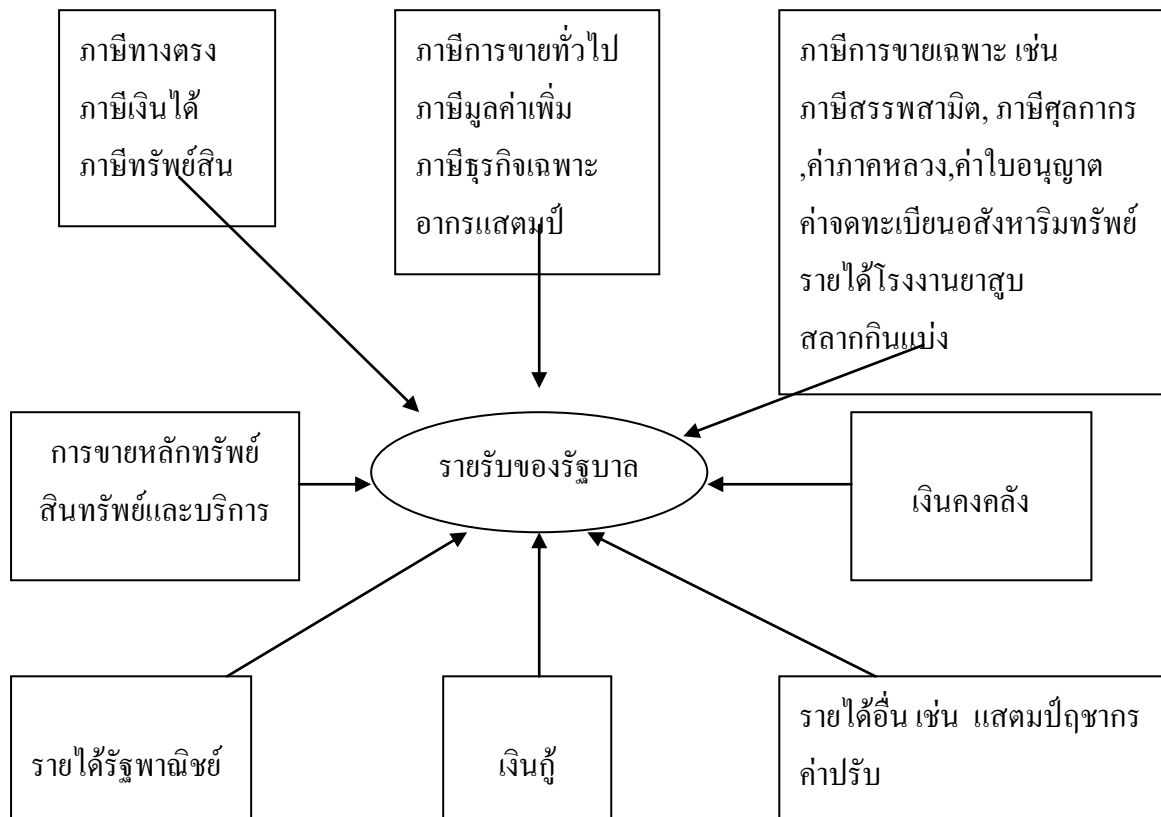 ภาษีทางตรง
ภาษีเงินได้
ภาษีทรัพย์สิน
ภาษีการขายทั่วไป
ภาษีมูลค่าเพิ่ม
ภาษีธุรกิจเฉพาะ
อากรแสตมป์
ภาษีการขายเฉพาะ เช่น
ภาษีสรรพสามิต, ภาษีศุลกากร
,ค่าภาคหลวง,ค่าใบอนุญาต
ค่าจดทะเบียนอสังหาริมทรัพย์
รายได้โรงงานยาสูบ
สลากกินแบ่ง
การขายหลักทรัพย์
สินทรัพย์และบริการ
รายรับของรัฐบาล
เงินคงคลัง
รายได้รัฐพาณิชย์
เงินกู้
รายได้อื่น เช่น แสตมป์ฤชากร
ค่าปรับ